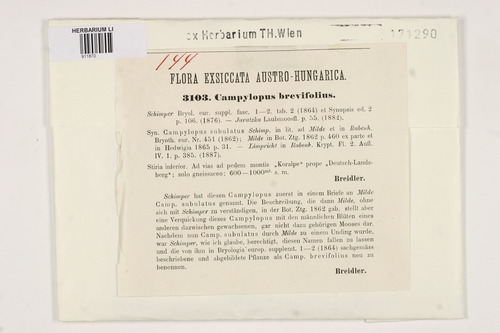 HERBARIUM LI
911870
ex Herbarium TH.Wien
171290
144
FLORA EXSICCATA AUSTRO-HUNGARICA.
3103. Campylopus brevifolius.
Schimper Bryol. eur. suppl. fasc. 1—2. tab. 2 (1864) et Synopsis ed. 2
p. 106. (1876). — Juratzka Laubmoosfl. p. 55. (1882).
Syn. Campylopus subulatus Schimp. in lit. ad Milde et in Rabenh.
Bryoth. eur. Nr. 451 (1862); Milde in Bot. Ztg. 1862 p. 460 ex parte et
in Hedwigia 1865 p. 31. — Limpricht in Rabenh. Krypt. Fl. 2. Aufl.
IV. 1. p. 385. (1887).
Stiria inferior. Ad vias ad pedem montis „Koralpe“ prope „Deutsch-Lands-
berg“; solo gneissaceo; 600—1000mt. s. m.
Breidler.
Schimper hat diesen Campylopus zuerst in einem Briefe an Milde
Camp. subulatus genannt. Die Beschreibung, die dann Milde, ohne
sich mit Schimper zu verständigen, in der Bot. Ztg. 1862 gab, stellt aber
eine Verquickung dieses Campylopus mit den männlichen Blüten eines
anderen dazwischen gewachsenen, gar nicht dazu gehörigen Mooses dar.
Nachdem nun Camp. subulatus durch Milde zu einem Unding wurde,
war Schimper, wie ich glaube, berechtigt, diesen Namen fallen zu lassen
und die von ihm in Bryologia europ. supplemt. 1—2 (1864) sachgemäss
beschriebene und abgebildete Pflanze als Camp. brevifolius neu zu
benennen.
Breidler.